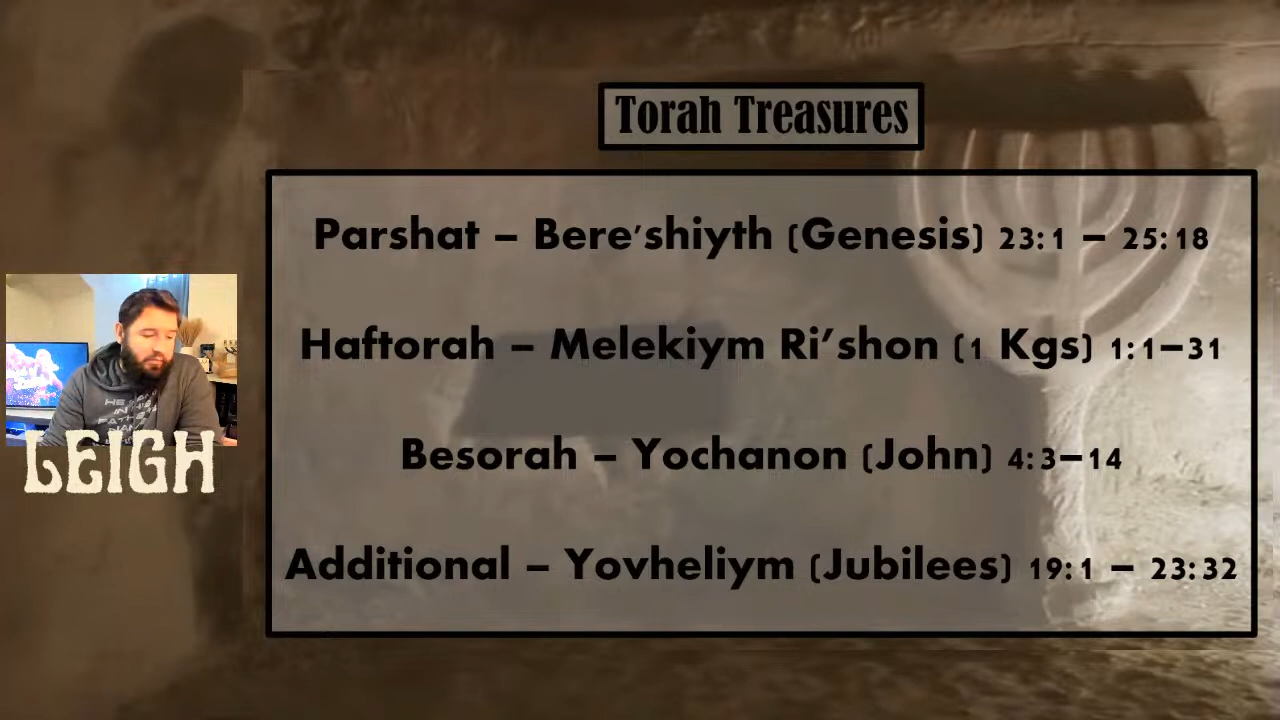 Torah Treasures
Parshat – Bere'shiyth (Genesis) 23:1 – 25:18
Haftorah – Melekiym Ri’shon (1 Kgs) 1:1–31
Besorah – Yochanon (John) 4:3–14
Additional – Yovheliym (Jubilees) 19:1 – 23:32
LEIGH